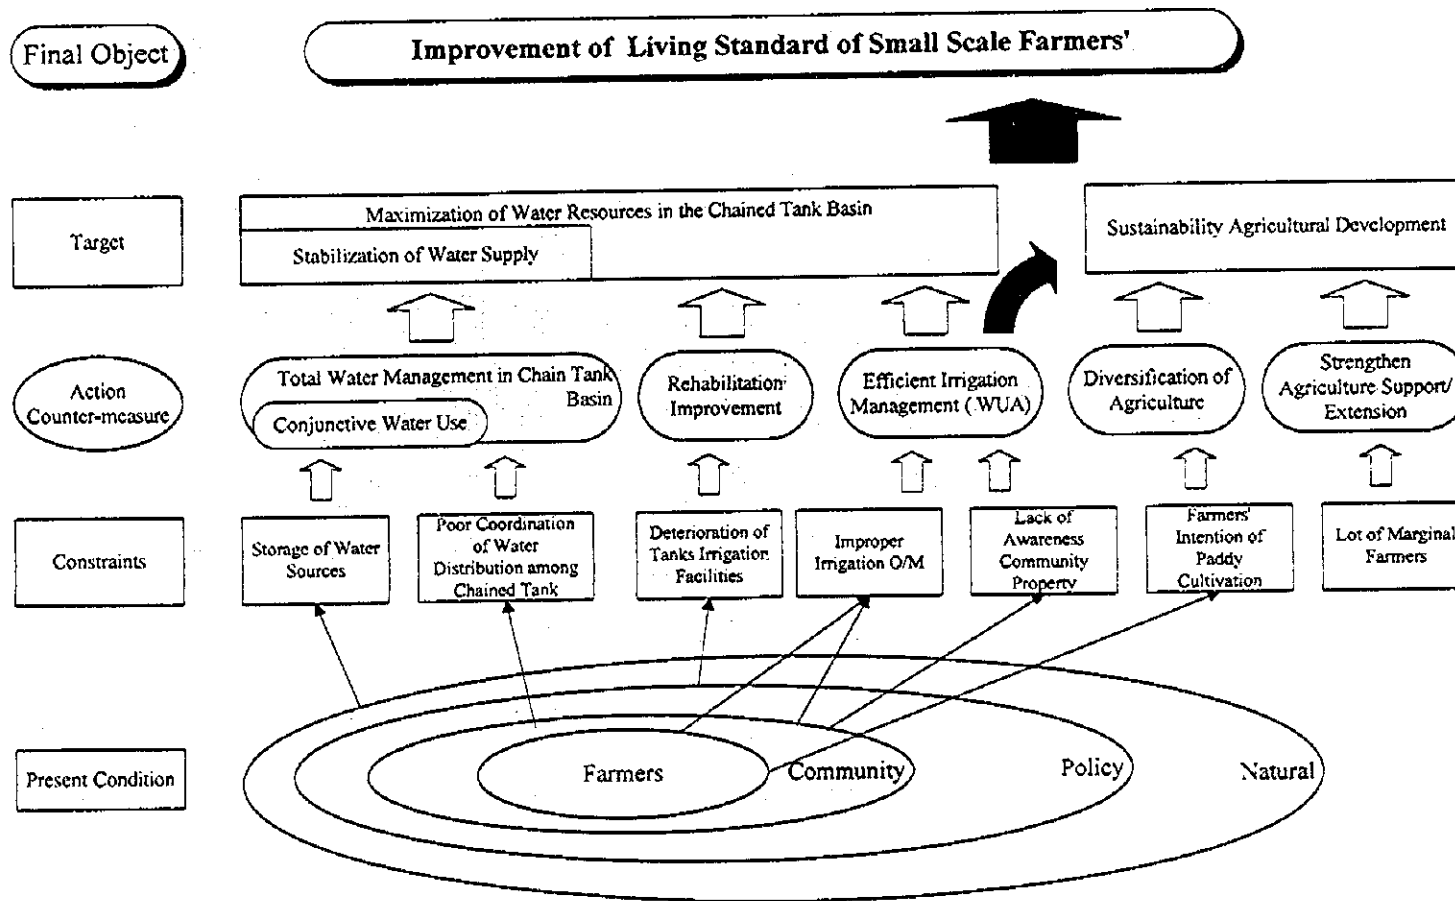 Final Object
Improvement of Living Standard of Small Scale Farmers'
Target
Maximization of Water Resources in the Chained Tank Basin
Stabilization of Water Supply
Sustainability Agricultural Development
Action
Counter-measure
Total Water Management in Chain Tank
Basin
Conjunctive Water Use
Rehabilitation
Improvement
Efficient Irrigation
Management (.WUA)
Diversification of
Agriculture
Strengthen
Agriculture Support/
Extension
Constraints
Storage of Water
Sources
Poor Coordination
of Water
Distribution among
Chained Tank
Deterioration of
Tanks Irrigation
Facilities
Improper
Irrigation O/M
Lack of
Awareness
Community
Property
Farmers'
Intention of
Paddy
Cultivation
Lot of Marginal
Farmers
Present Condition
Farmers
Community
Policy
Natural